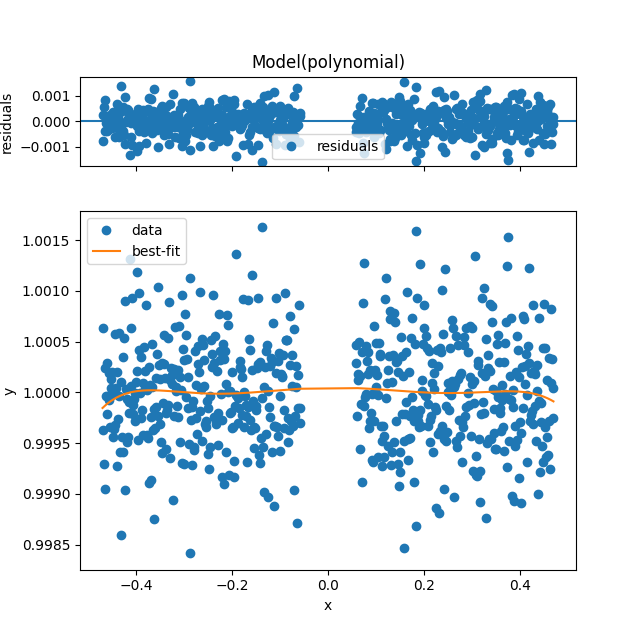 Model(polynomial)
residuals
0.001
0.000
−0.001
residuals
data
best-fit
y
1.0015
1.0010
1.0005
1.0000
0.9995
0.9990
0.9985
−0.4 −0.2 0.0 0.2 0.4
x